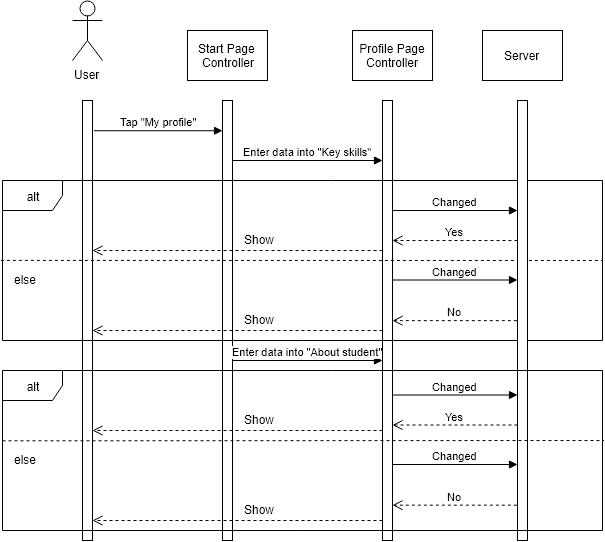 User
Start Page
Controller
Profile Page
Controller
Server
Tap "My profile"
Enter data into "Key skills"
alt
Changed
Yes
Show
else
Changed
No
Show
Enter data into "About student"
alt
Changed
Yes
Show
else
Changed
No
Show